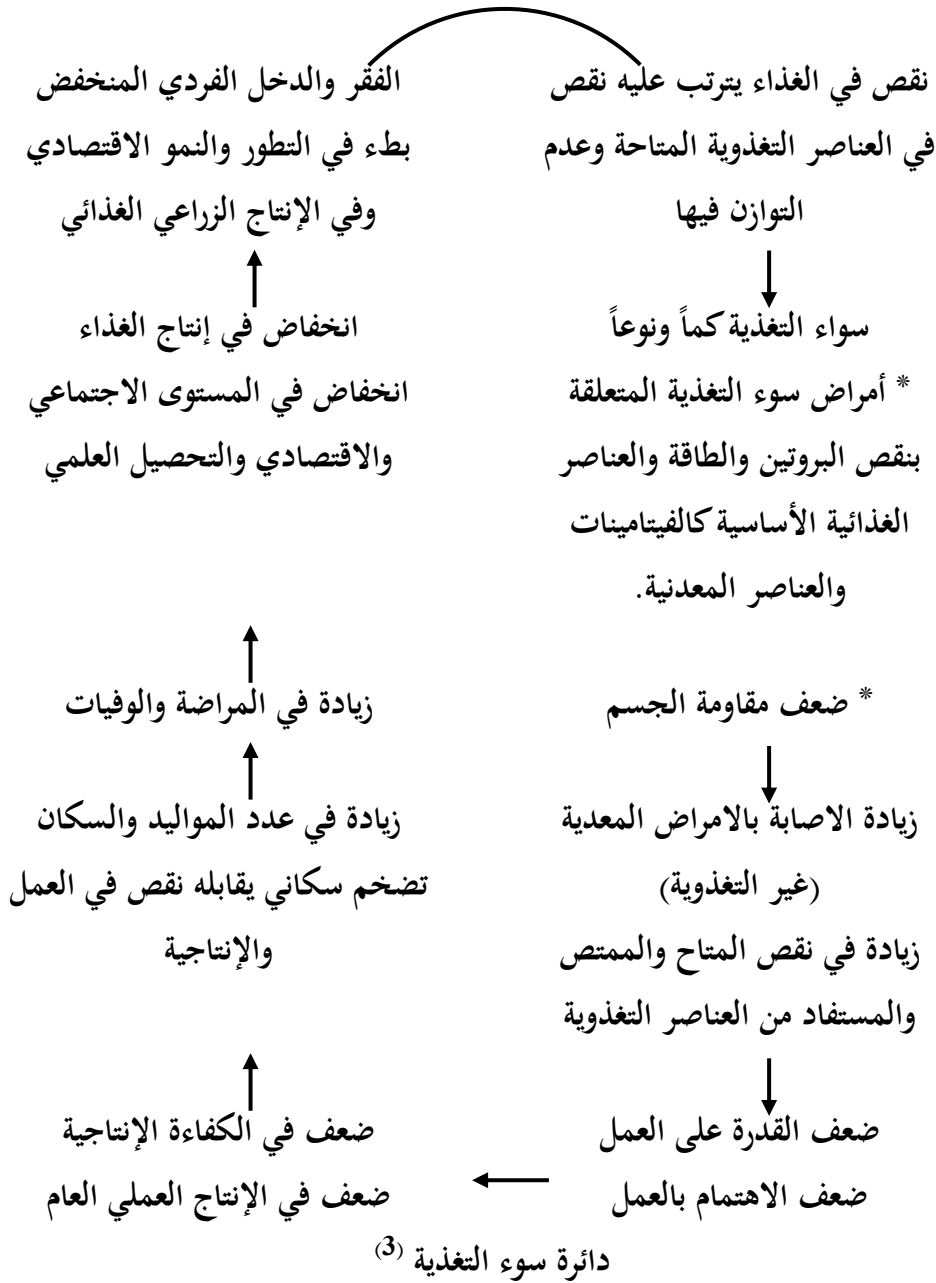 نقص في الغذاء يترتب عليه نقص
في العناصر التغذوية المتاحة وعدم
التوازن فيها
سواء التغذية كماً ونوعاً
* أمراض سوء التغذية المتعلقة
بنقص البروتين والطاقة والعناصر
الغذائية الأساسية كالفيتامينات
والعناصر المعدنية.
* ضعف مقاومة الجسم
زيادة الاصابة بالامراض المعدية
(غير التغذوية)
زيادة في نقص المتاح والممتص
والمستفاد من العناصر التغذوية
ضعف القدرة على العمل
ضعف الاهتمام بالعمل
ضعف في الكفاءة الإنتاجية
ضعف في الإنتاج العملي العام
زيادة في عدد المواليد والسكان
تضخم سكاني يقابله نقص في العمل
والإنتاجية
زيادة في المراضة والوفيات
انخفاض في إنتاج الغذاء
انخفاض في المستوى الاجتماعي
والاقتصادي والتحصيل العلمي
الفقر والدخل الفردي المنخفض
بطء في التطور والنمو الاقتصادي
وفي الإنتاج الزراعي الغذائي
دائرة سوء التغذية (3)